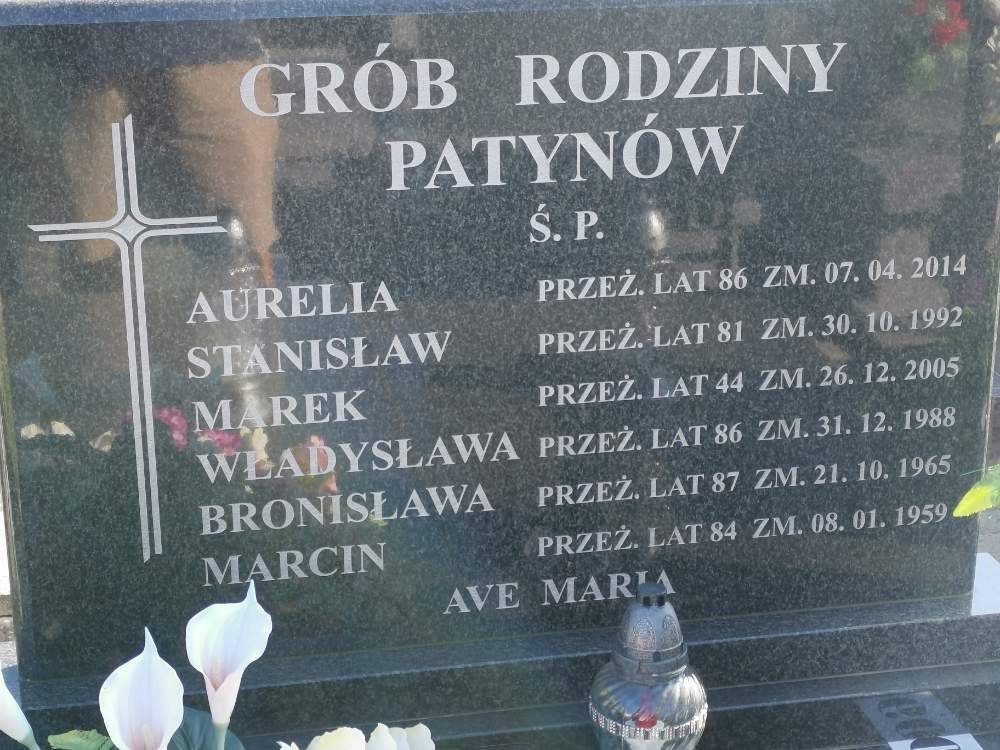 GRÓB RODZINY
PATYNÓW
Ś. P.
AURELIA PRZEŻ. LAT 86 ZM. 07. 04. 2014
STANISŁAW PRZEŻ. LAT 81 ZM. 30. 10. 1992
MAREK PRZEŻ. LAT 44 ZM. 26. 12. 2005
WŁADYSŁAWA PRZEŻ. LAT 86 ZM. 31. 12. 1988
BRONISŁAWA PRZEŻ. LAT 87 ZM. 21. 10. 1965
MARCIN PRZEŻ. LAT 84 ZM. 08. 01. 1959
AVE MARIA